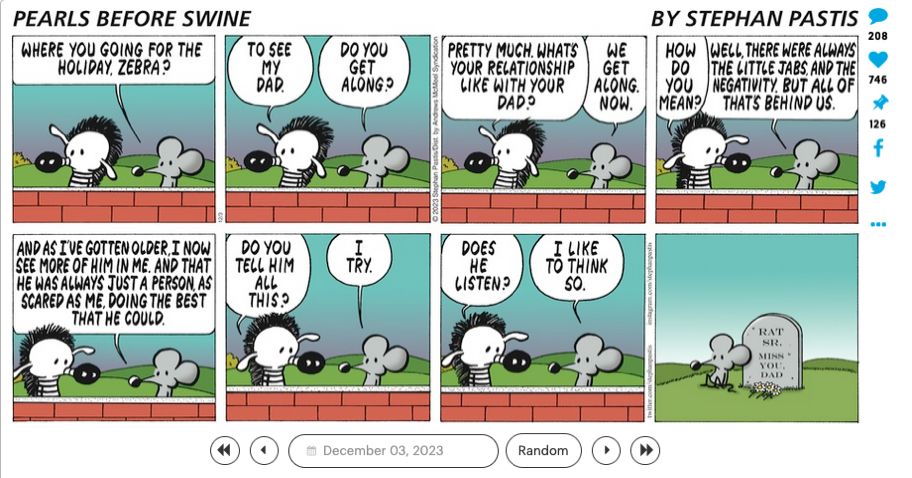 PEARLS BEFORE SWINE
BY STEPHAN PASTIS
WHERE YOU GOING FOR THE
HOLIDAY, ZEBRA?
TO SEE
MY
DAD.
DO YOU
GET
ALONG?
PRETTY MUCH. WHAT'S
YOUR RELATIONSHIP
LIKE WITH YOUR
DAD?
WE
GET
ALONG.
NOW.
HOW
DO
YOU
MEAN?
WELL, THERE WERE ALWAYS
THE LITTLE JABS, AND THE
NEGATIVITY. BUT ALL OF
THAT'S BEHIND US.
12/3
© 2023 Stephan Pastis/Dist. by Andrews McMeel Syndication
AND AS I'VE GOTTEN OLDER, I NOW
SEE MORE OF HIM IN ME. AND THAT
HE WAS ALWAYS JUST A PERSON, AS
SCARED AS ME, DOING THE BEST
THAT HE COULD.
DO YOU
TELL HIM
ALL
THIS?
I
TRY.
DOES
HE
LISTEN?
I LIKE
TO THINK
SO.
twitter.com/stephanpastis
instagram.com/stephanpastis
RAT
SR.
MISS
YOU,
DAD
208
746
126
December 03, 2023
Random